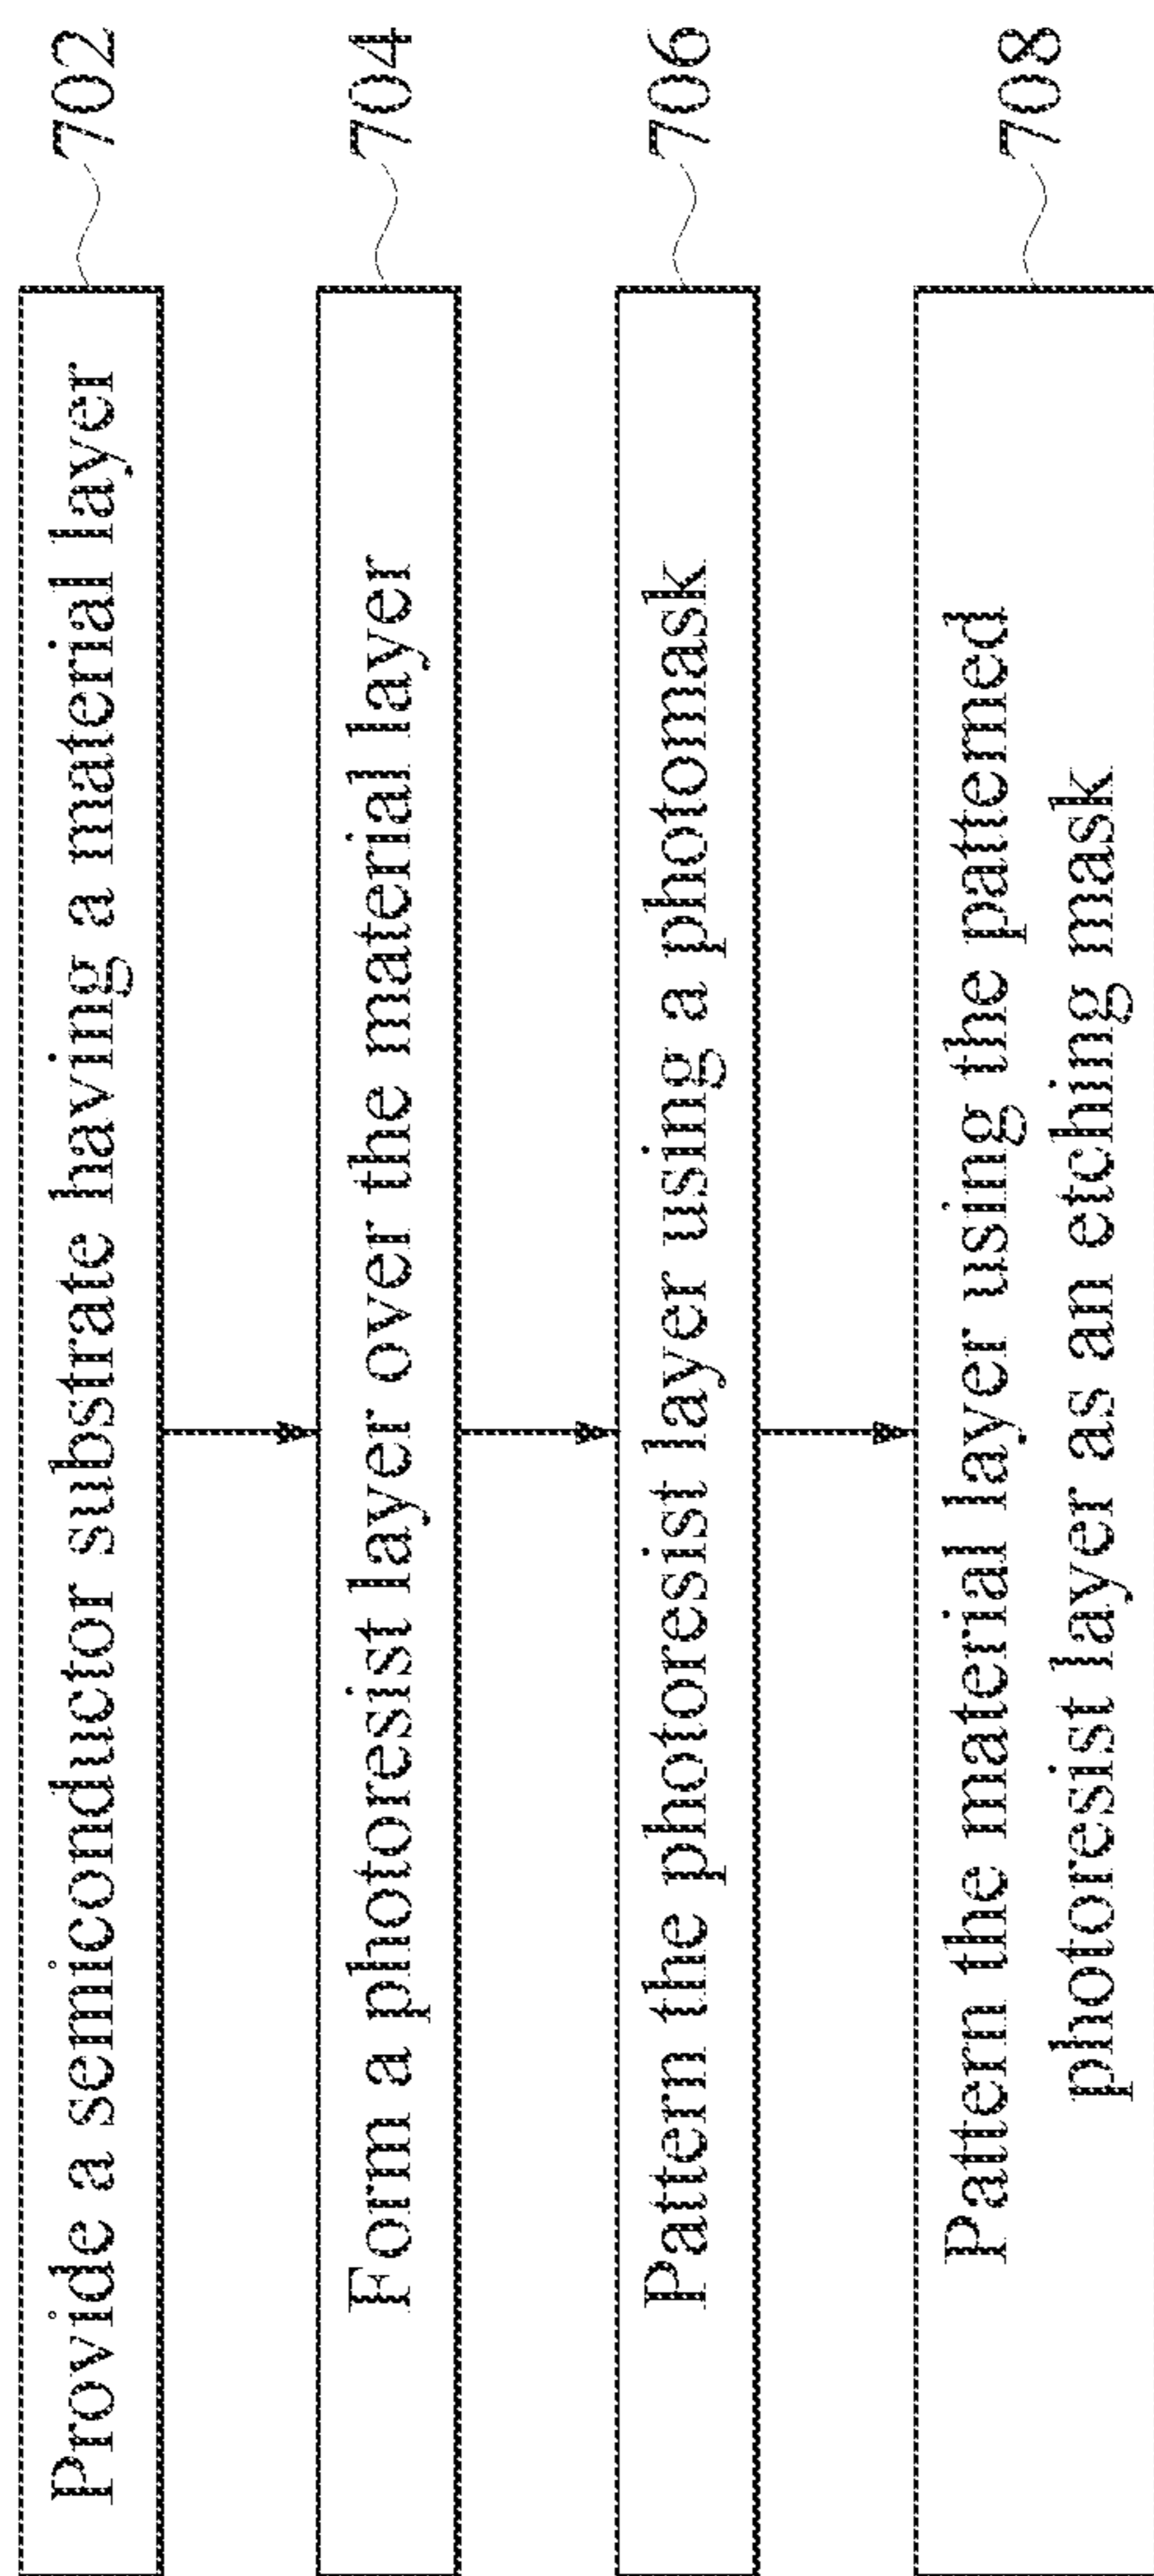 Provide a semiconductor substrate having a material layer
702
Form a photoresist layer over the material layer
704
Pattern the photoresist layer using a photomask
706
Pattern the material layer using the patterned
photoresist layer as an etching mask
708